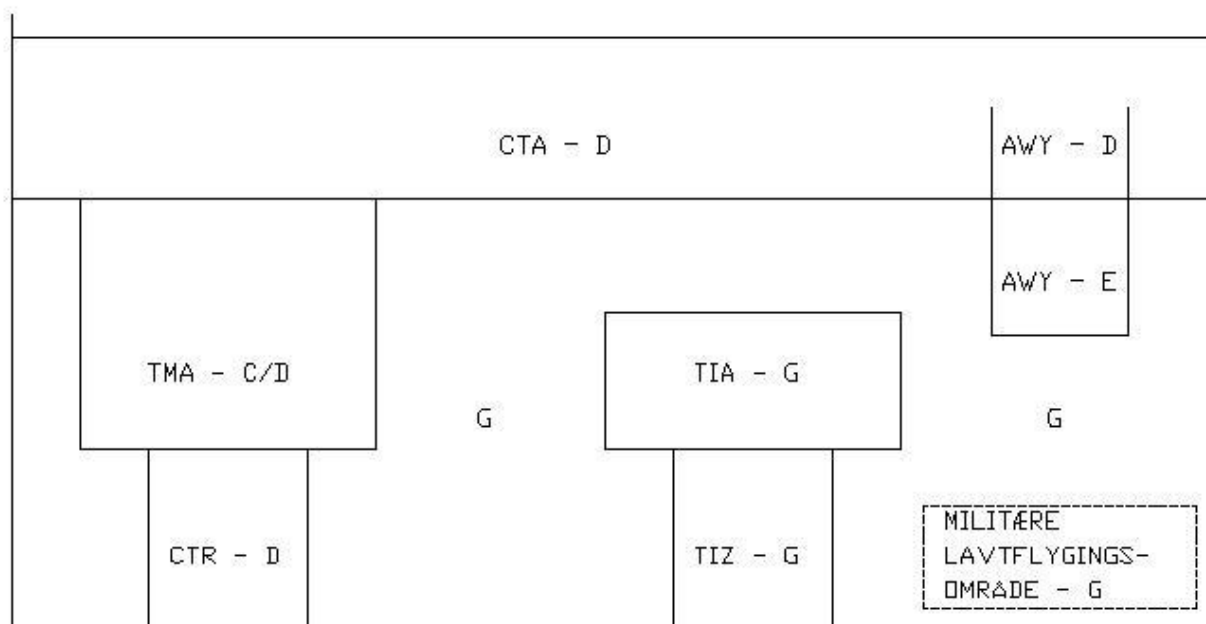 CTA - D
AWY - D
AWY - E
TMA - C/D
TIA - G
G
G
CTR - D
TIZ - G
MILITÆRE
LAVTFLYGINGS-
OMRÅDE - G